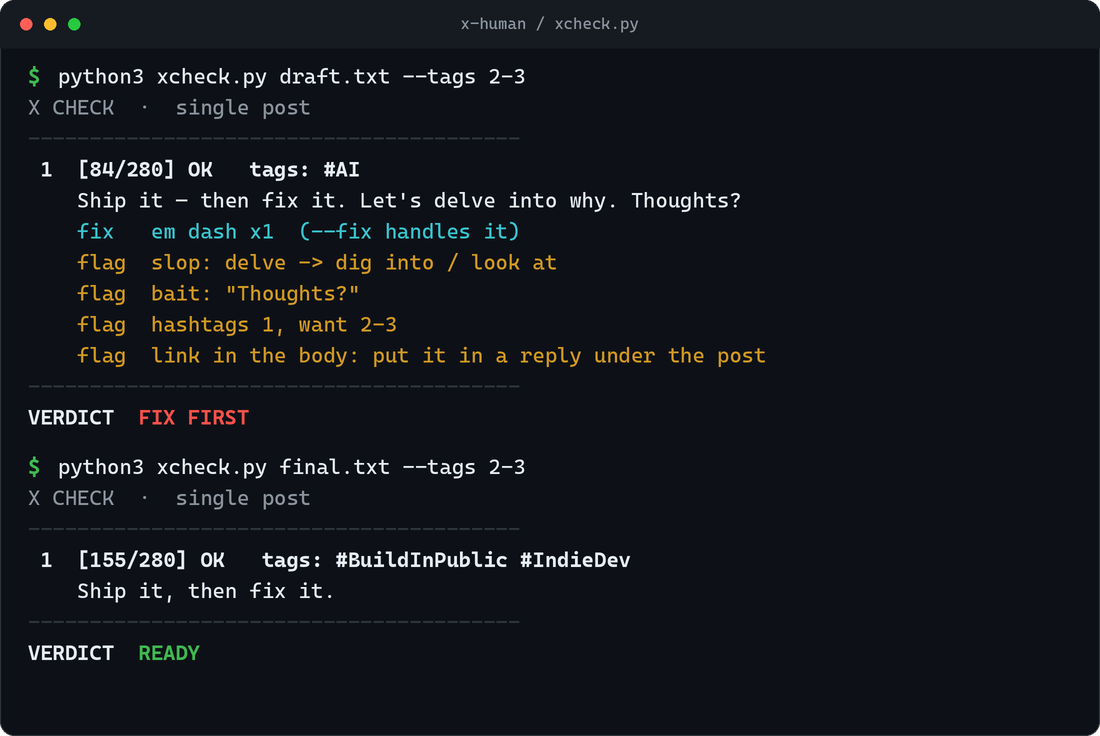 x-human / xcheck.py
$ python3 xcheck.py draft.txt --tags 2-3
X CHECK · single post
----------------------------------------
1 [84/280] OK tags: #AI
Ship it — then fix it. Let's delve into why. Thoughts?
fix em dash x1 (--fix handles it)
flag slop: delve -> dig into / look at
flag bait: "Thoughts?"
flag hashtags 1, want 2-3
flag link in the body: put it in a reply under the post
----------------------------------------
VERDICT FIX FIRST
$ python3 xcheck.py final.txt --tags 2-3
X CHECK · single post
----------------------------------------
1 [155/280] OK tags: #BuildInPublic #IndieDev
Ship it, then fix it.
----------------------------------------
VERDICT READY